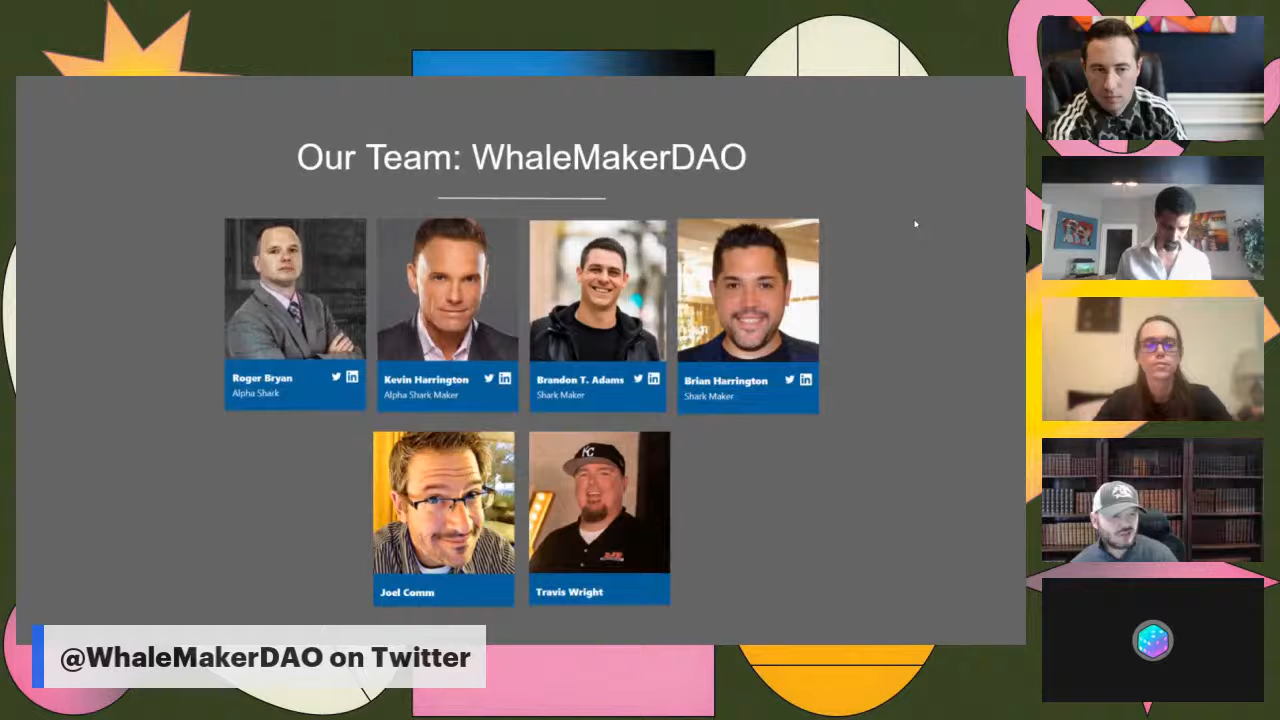 Our Team: WhaleMakerDAO
Roger Bryan
Alpha Shark
Kevin Harrington
Alpha Shark Maker
Brandon T. Adams
Shark Maker
Brian Harrington
Shark Maker
Joel Comm
Travis Wright
@WhaleMakerDAO on Twitter